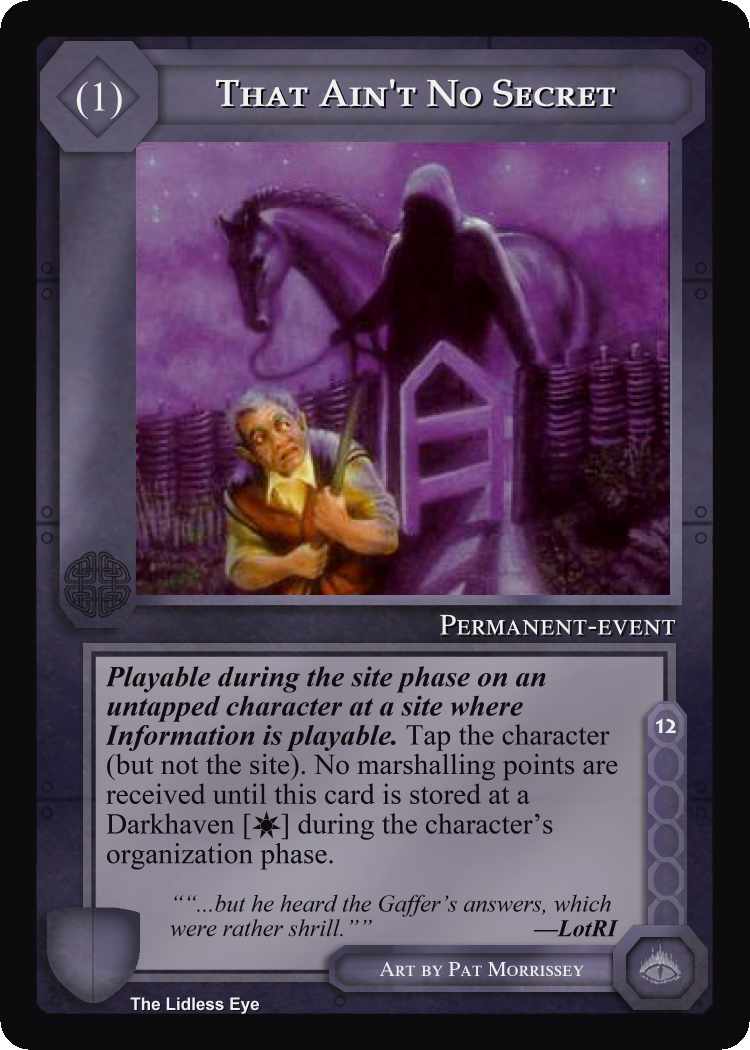 (1)
THAT AIN'T NO SECRET
PERMANENT-EVENT
Playable during the site phase on an
untapped character at a site where
Information is playable. Tap the character
(but not the site). No marshalling points are
received until this card is stored at a
Darkhaven [☀] during the character's
organization phase.
12
““...but he heard the Gaffer's answers, which
were rather shrill.”” —LotRI
ART BY PAT MORRISSEY
The Lidless Eye